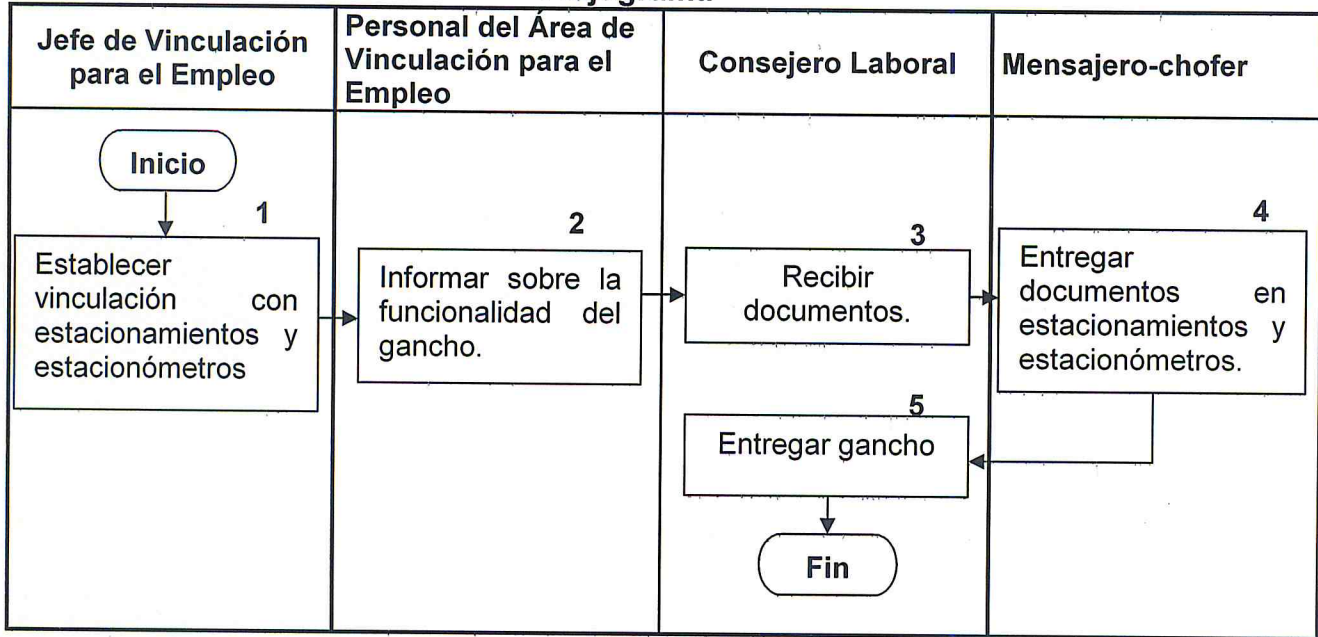 Jefe de Vinculación
para el Empleo
Personal del Área de
Vinculación para el
Empleo
Consejero Laboral
Mensajero-chofer
Inicio
1
Establecer
vinculación con
estacionamientos y
estacionómetros
2
Informar sobre la
funcionalidad del
gancho.
3
Recibir
documentos.
4
Entregar
documentos en
estacionamientos y
estacionómetros.
5
Entregar gancho
Fin